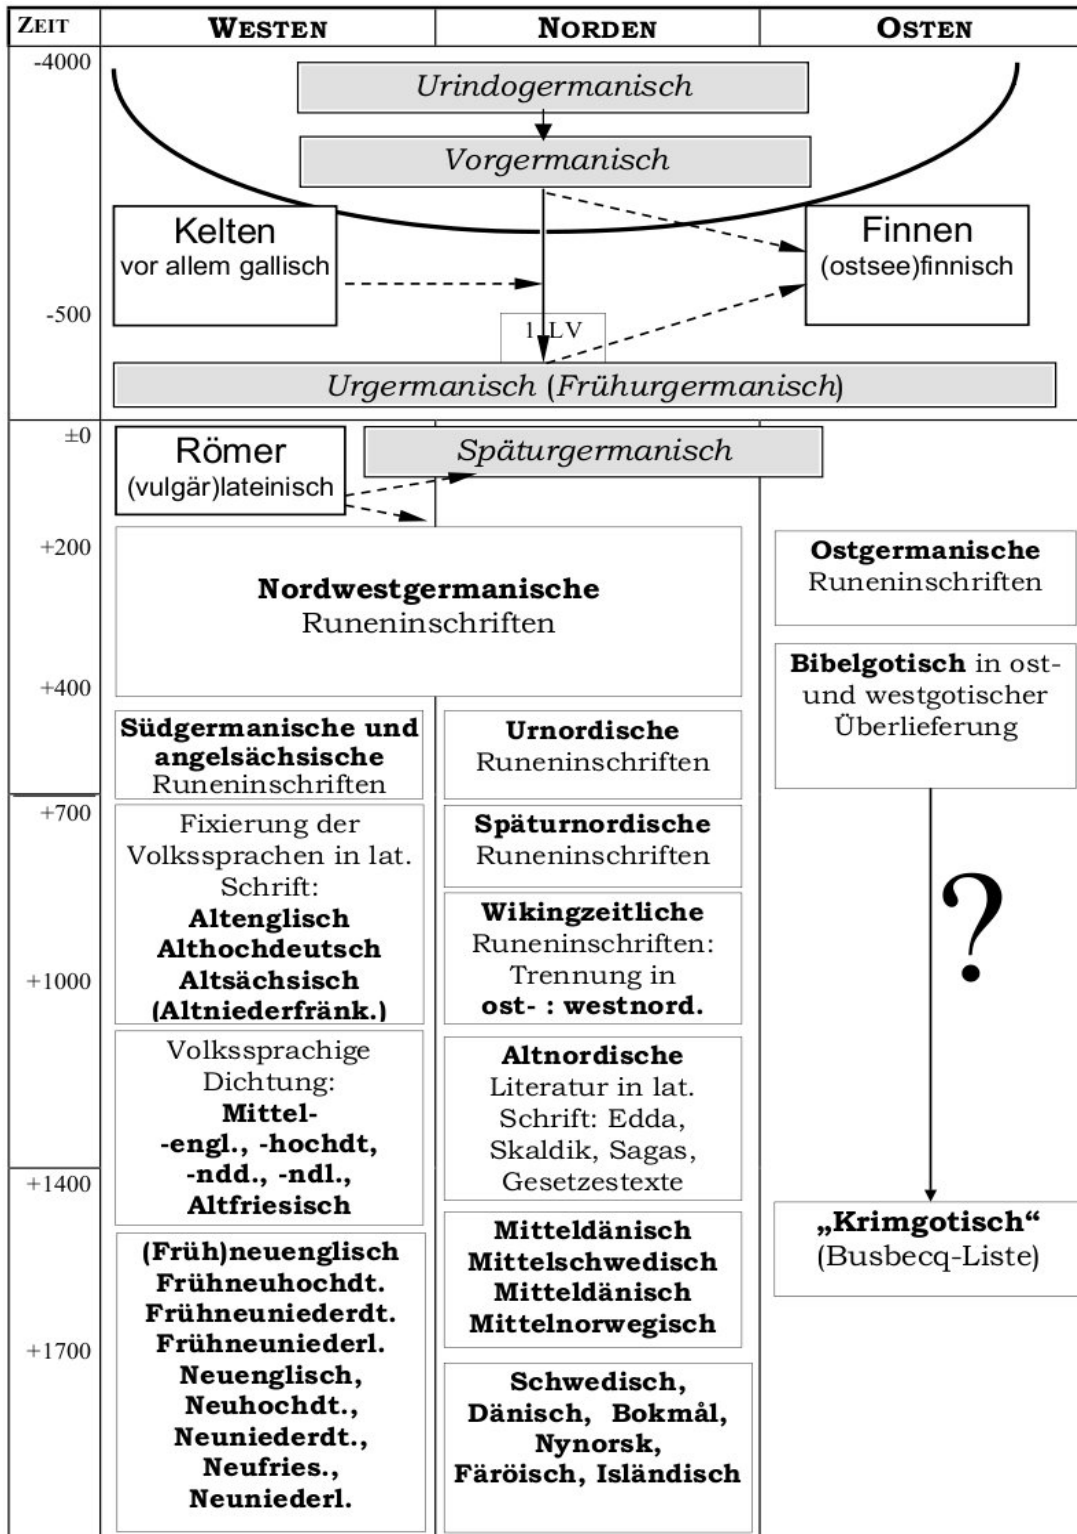 ZEIT WESTEN NORDEN OSTEN
-4000
Urindogermanisch
Vorgermanisch
Kelten
vor allem gallisch
Finnen
(ostsee)finnisch
-500
1. LV
Urgermanisch (Frühurgermanisch)
±0
Römer
(vulgär)lateinisch
Späturgermanisch
+200
Nordwestgermanische
Runeninschriften
Ostgermanische
Runeninschriften
+400
Bibelgotisch in ost-
und westgotischer
Überlieferung
Südgermanische und
angelsächsische
Runeninschriften
Urnordische
Runeninschriften
+700
Fixierung der
Volkssprachen in lat.
Schrift:
Altenglisch
Althochdeutsch
Altsächsisch
(Altniederfränk.)
Späturnordische
Runeninschriften
Wikingzeitliche
Runeninschriften:
Trennung in
ost- : westnord.
?
+1000
Volkssprachige
Dichtung:
Mittel-
-engl., -hochdt,
-ndd., -ndl.,
Altfriesisch
Altnordische
Literatur in lat.
Schrift: Edda,
Skaldik, Sagas,
Gesetzestexte
+1400
„Krimgotisch“
(Busbecq-Liste)
(Früh)neuenglisch
Frühneuhochdt.
Frühneuniederdt.
Frühneuniederl.
Neuenglisch,
Neuhochdt.,
Neuniederdt.,
Neufries.,
Neuniederl.
Mitteldänisch
Mittelschwedisch
Mitteldänisch
Mittelnorwegisch
+1700
Schwedisch,
Dänisch, Bokmål,
Nynorsk,
Färöisch, Isländisch